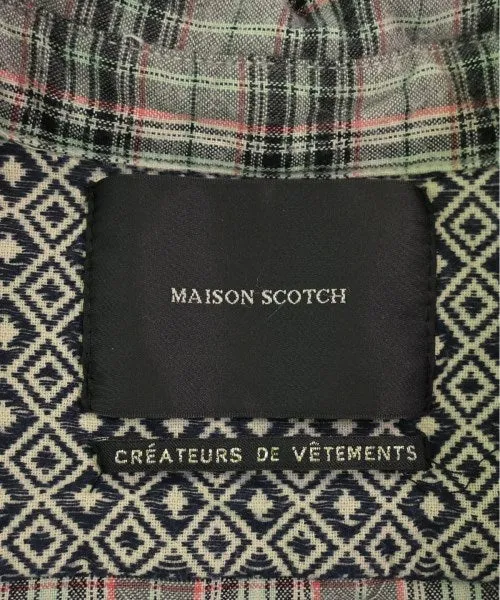 MAISON SCOTCH
CRÉATEURS DE VÊTEMENTS